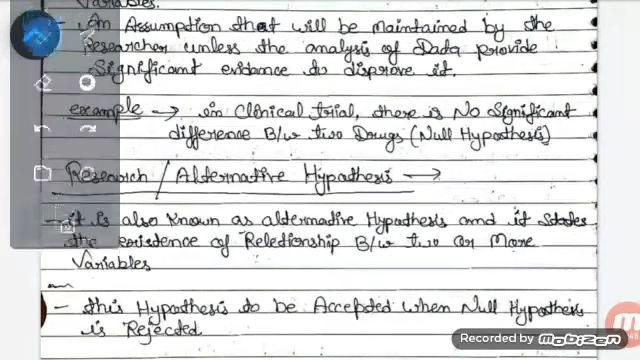 Variables.
- An Assumption that will be maintained by the
Researcher unless the analysis of Data provide
Significant evidence to disprove it.
example → in Clinical trial, there is No Significant
difference B/w two Drugs (Null Hypothesis)
Research / Alternative Hypothesis →
- it is also Known as alternative Hypothesis and it States
the existence of Reletionship B/w two or More
Variables
- this Hypothesis to be Accepted when Null Hypothesis
is Rejected
Recorded by MOBIZEN